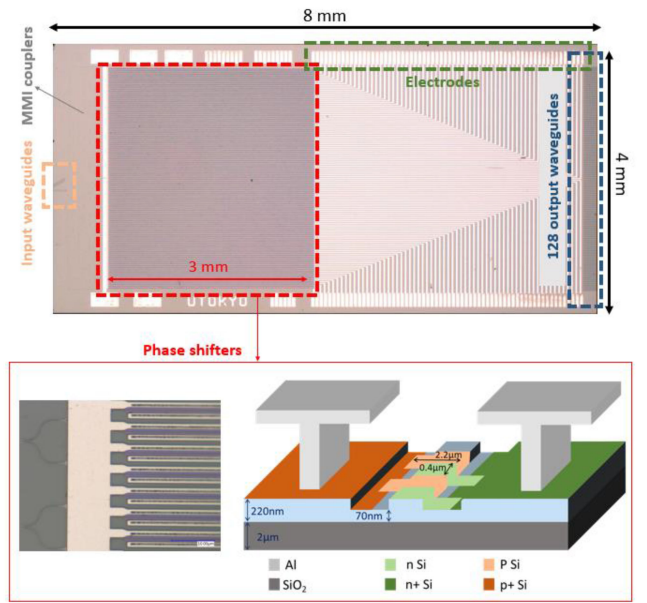 8 mm
MMI couplers
Electrodes
Input waveguides
128 output waveguides
4 mm
3 mm
UTOKYO
Phase shifters
2.2μm
0.4μm
220nm
70nm
2μm
Al
n Si
P Si
SiO2
n+ Si
p+ Si